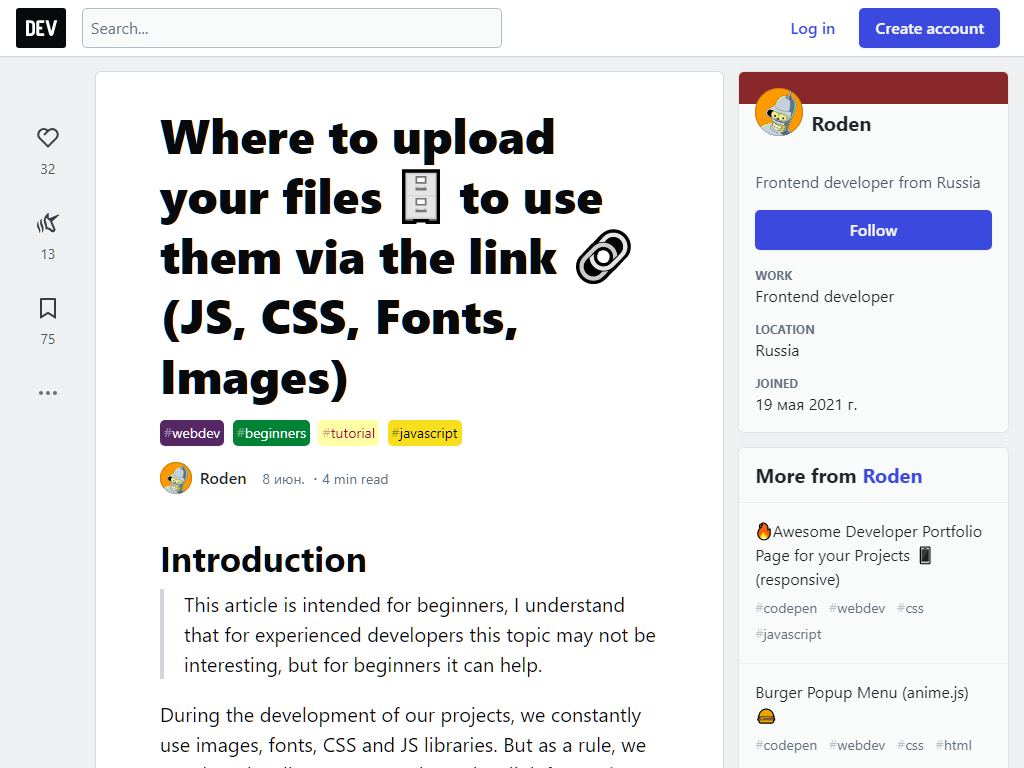 DEV
Search...
Log in
Create account
32
13
75
Where to upload
your files 🗄️ to use
them via the link 🔗
(JS, CSS, Fonts,
Images)
#webdev #beginners #tutorial #javascript
Roden 8 июн. · 4 min read
Introduction
This article is intended for beginners, I understand
that for experienced developers this topic may not be
interesting, but for beginners it can help.
During the development of our projects, we constantly
use images, fonts, CSS and JS libraries. But as a rule, we
Roden
Frontend developer from Russia
Follow
WORK
Frontend developer
LOCATION
Russia
JOINED
19 мая 2021 г.
More from Roden
🔥Awesome Developer Portfolio
Page for your Projects 📱
(responsive)
#codepen #webdev #css
#javascript
Burger Popup Menu (anime.js)
🍔
#codepen #webdev #css #html